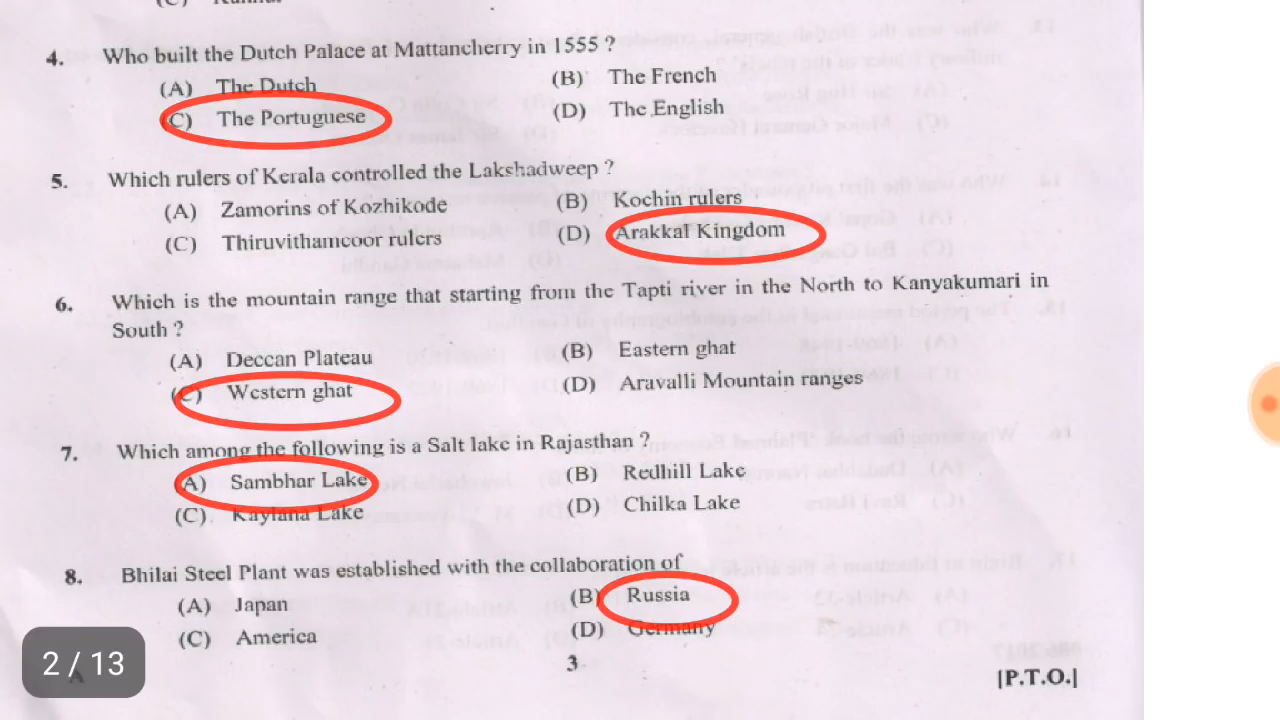 4. Who built the Dutch Palace at Mattancherry in 1555 ?
(A) The Dutch (B) The French
(C) The Portuguese (D) The English
5. Which rulers of Kerala controlled the Lakshadweep ?
(A) Zamorins of Kozhikode (B) Kochin rulers
(C) Thiruvithamcoor rulers (D) Arakkal Kingdom
6. Which is the mountain range that starting from the Tapti river in the North to Kanyakumari in
South ?
(A) Deccan Plateau (B) Eastern ghat
(C) Western ghat (D) Aravalli Mountain ranges
7. Which among the following is a Salt lake in Rajasthan ?
(A) Sambhar Lake (B) Redhill Lake
(C) Kaylana Lake (D) Chilka Lake
8. Bhilai Steel Plant was established with the collaboration of
(A) Japan (B) Russia
(C) America (D) Germany
2 / 13
A
3
[P.T.O.]